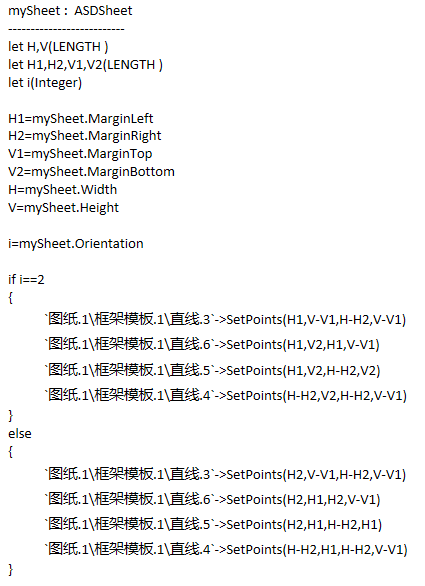 mySheet : ASDSheet
--------------------------
let H,V(LENGTH )
let H1,H2,V1,V2(LENGTH )
let i(Integer)
H1=mySheet.MarginLeft
H2=mySheet.MarginRight
V1=mySheet.MarginTop
V2=mySheet.MarginBottom
H=mySheet.Width
V=mySheet.Height
i=mySheet.Orientation
if i==2
{
`图纸.1\框架模板.1\直线.3`->SetPoints(H1,V-V1,H-H2,V-V1)
`图纸.1\框架模板.1\直线.6`->SetPoints(H1,V2,H1,V-V1)
`图纸.1\框架模板.1\直线.5`->SetPoints(H1,V2,H-H2,V2)
`图纸.1\框架模板.1\直线.4`->SetPoints(H-H2,V2,H-H2,V-V1)
}
else
{
`图纸.1\框架模板.1\直线.3`->SetPoints(H2,V-V1,H-H2,V-V1)
`图纸.1\框架模板.1\直线.6`->SetPoints(H2,H1,H2,V-V1)
`图纸.1\框架模板.1\直线.5`->SetPoints(H2,H1,H-H2,H1)
`图纸.1\框架模板.1\直线.4`->SetPoints(H-H2,H1,H-H2,V-V1)
}